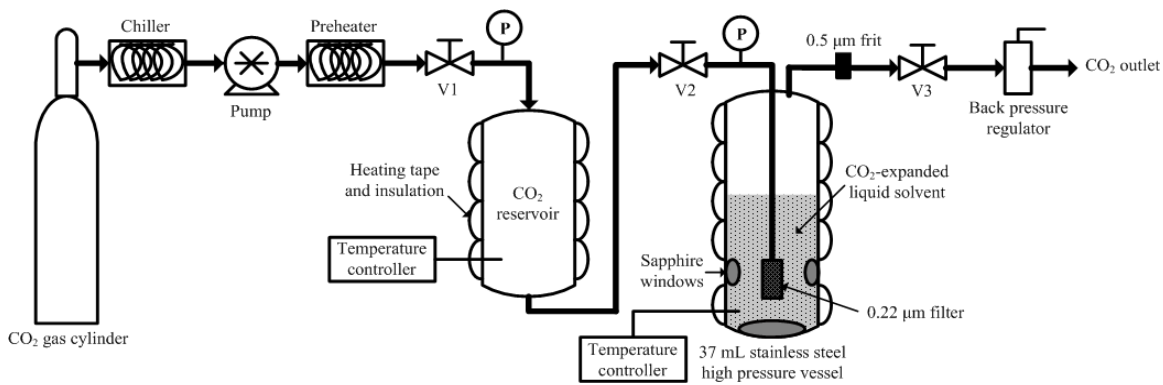 Chiller
Pump
Preheater
V1
P
CO₂ gas cylinder
Heating tape
and insulation
CO₂
reservoir
Temperature
controller
V2
P
0.5 μm frit
V3
Back pressure
regulator
CO₂ outlet
CO₂-expanded
liquid solvent
Sapphire
windows
0.22 μm filter
Temperature
controller
37 mL stainless steel
high pressure vessel